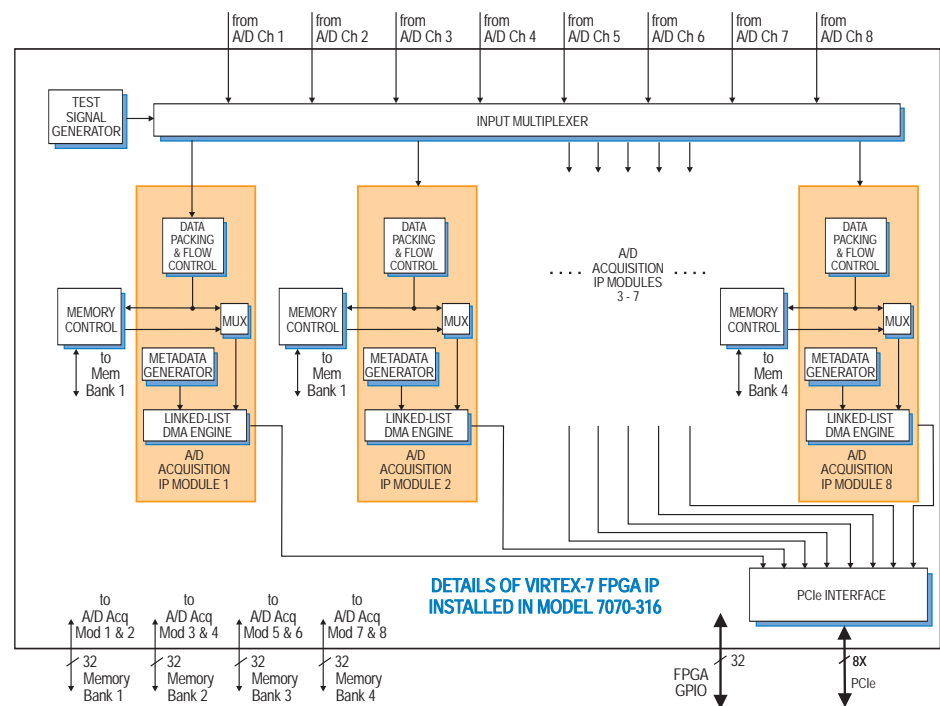 from
A/D Ch 1
from
A/D Ch 2
from
A/D Ch 3
from
A/D Ch 4
from
A/D Ch 5
from
A/D Ch 6
from
A/D Ch 7
from
A/D Ch 8
TEST
SIGNAL
GENERATOR
INPUT MULTIPLEXER
DATA
PACKING
& FLOW
CONTROL
MEMORY
CONTROL
MUX
to
Mem
Bank 1
METADATA
GENERATOR
LINKED-LIST
DMA ENGINE
A/D
ACQUISITION
IP MODULE 1
DATA
PACKING
& FLOW
CONTROL
MEMORY
CONTROL
MUX
to
Mem
Bank 1
METADATA
GENERATOR
LINKED-LIST
DMA ENGINE
A/D
ACQUISITION
IP MODULE 2
A/D
. . . . ACQUISITION . . . .
IP MODULES
3 - 7
DATA
PACKING
& FLOW
CONTROL
MEMORY
CONTROL
MUX
to
Mem
Bank 4
METADATA
GENERATOR
LINKED-LIST
DMA ENGINE
A/D
ACQUISITION
IP MODULE 8
DETAILS OF VIRTEX-7 FPGA IP
INSTALLED IN MODEL 7070-316
PCIe INTERFACE
to
A/D Acq
Mod 1 & 2
to
A/D Acq
Mod 3 & 4
to
A/D Acq
Mod 5 & 6
to
A/D Acq
Mod 7 & 8
32
Memory
Bank 1
32
Memory
Bank 2
32
Memory
Bank 3
32
Memory
Bank 4
32
FPGA
GPIO
8X
PCIe